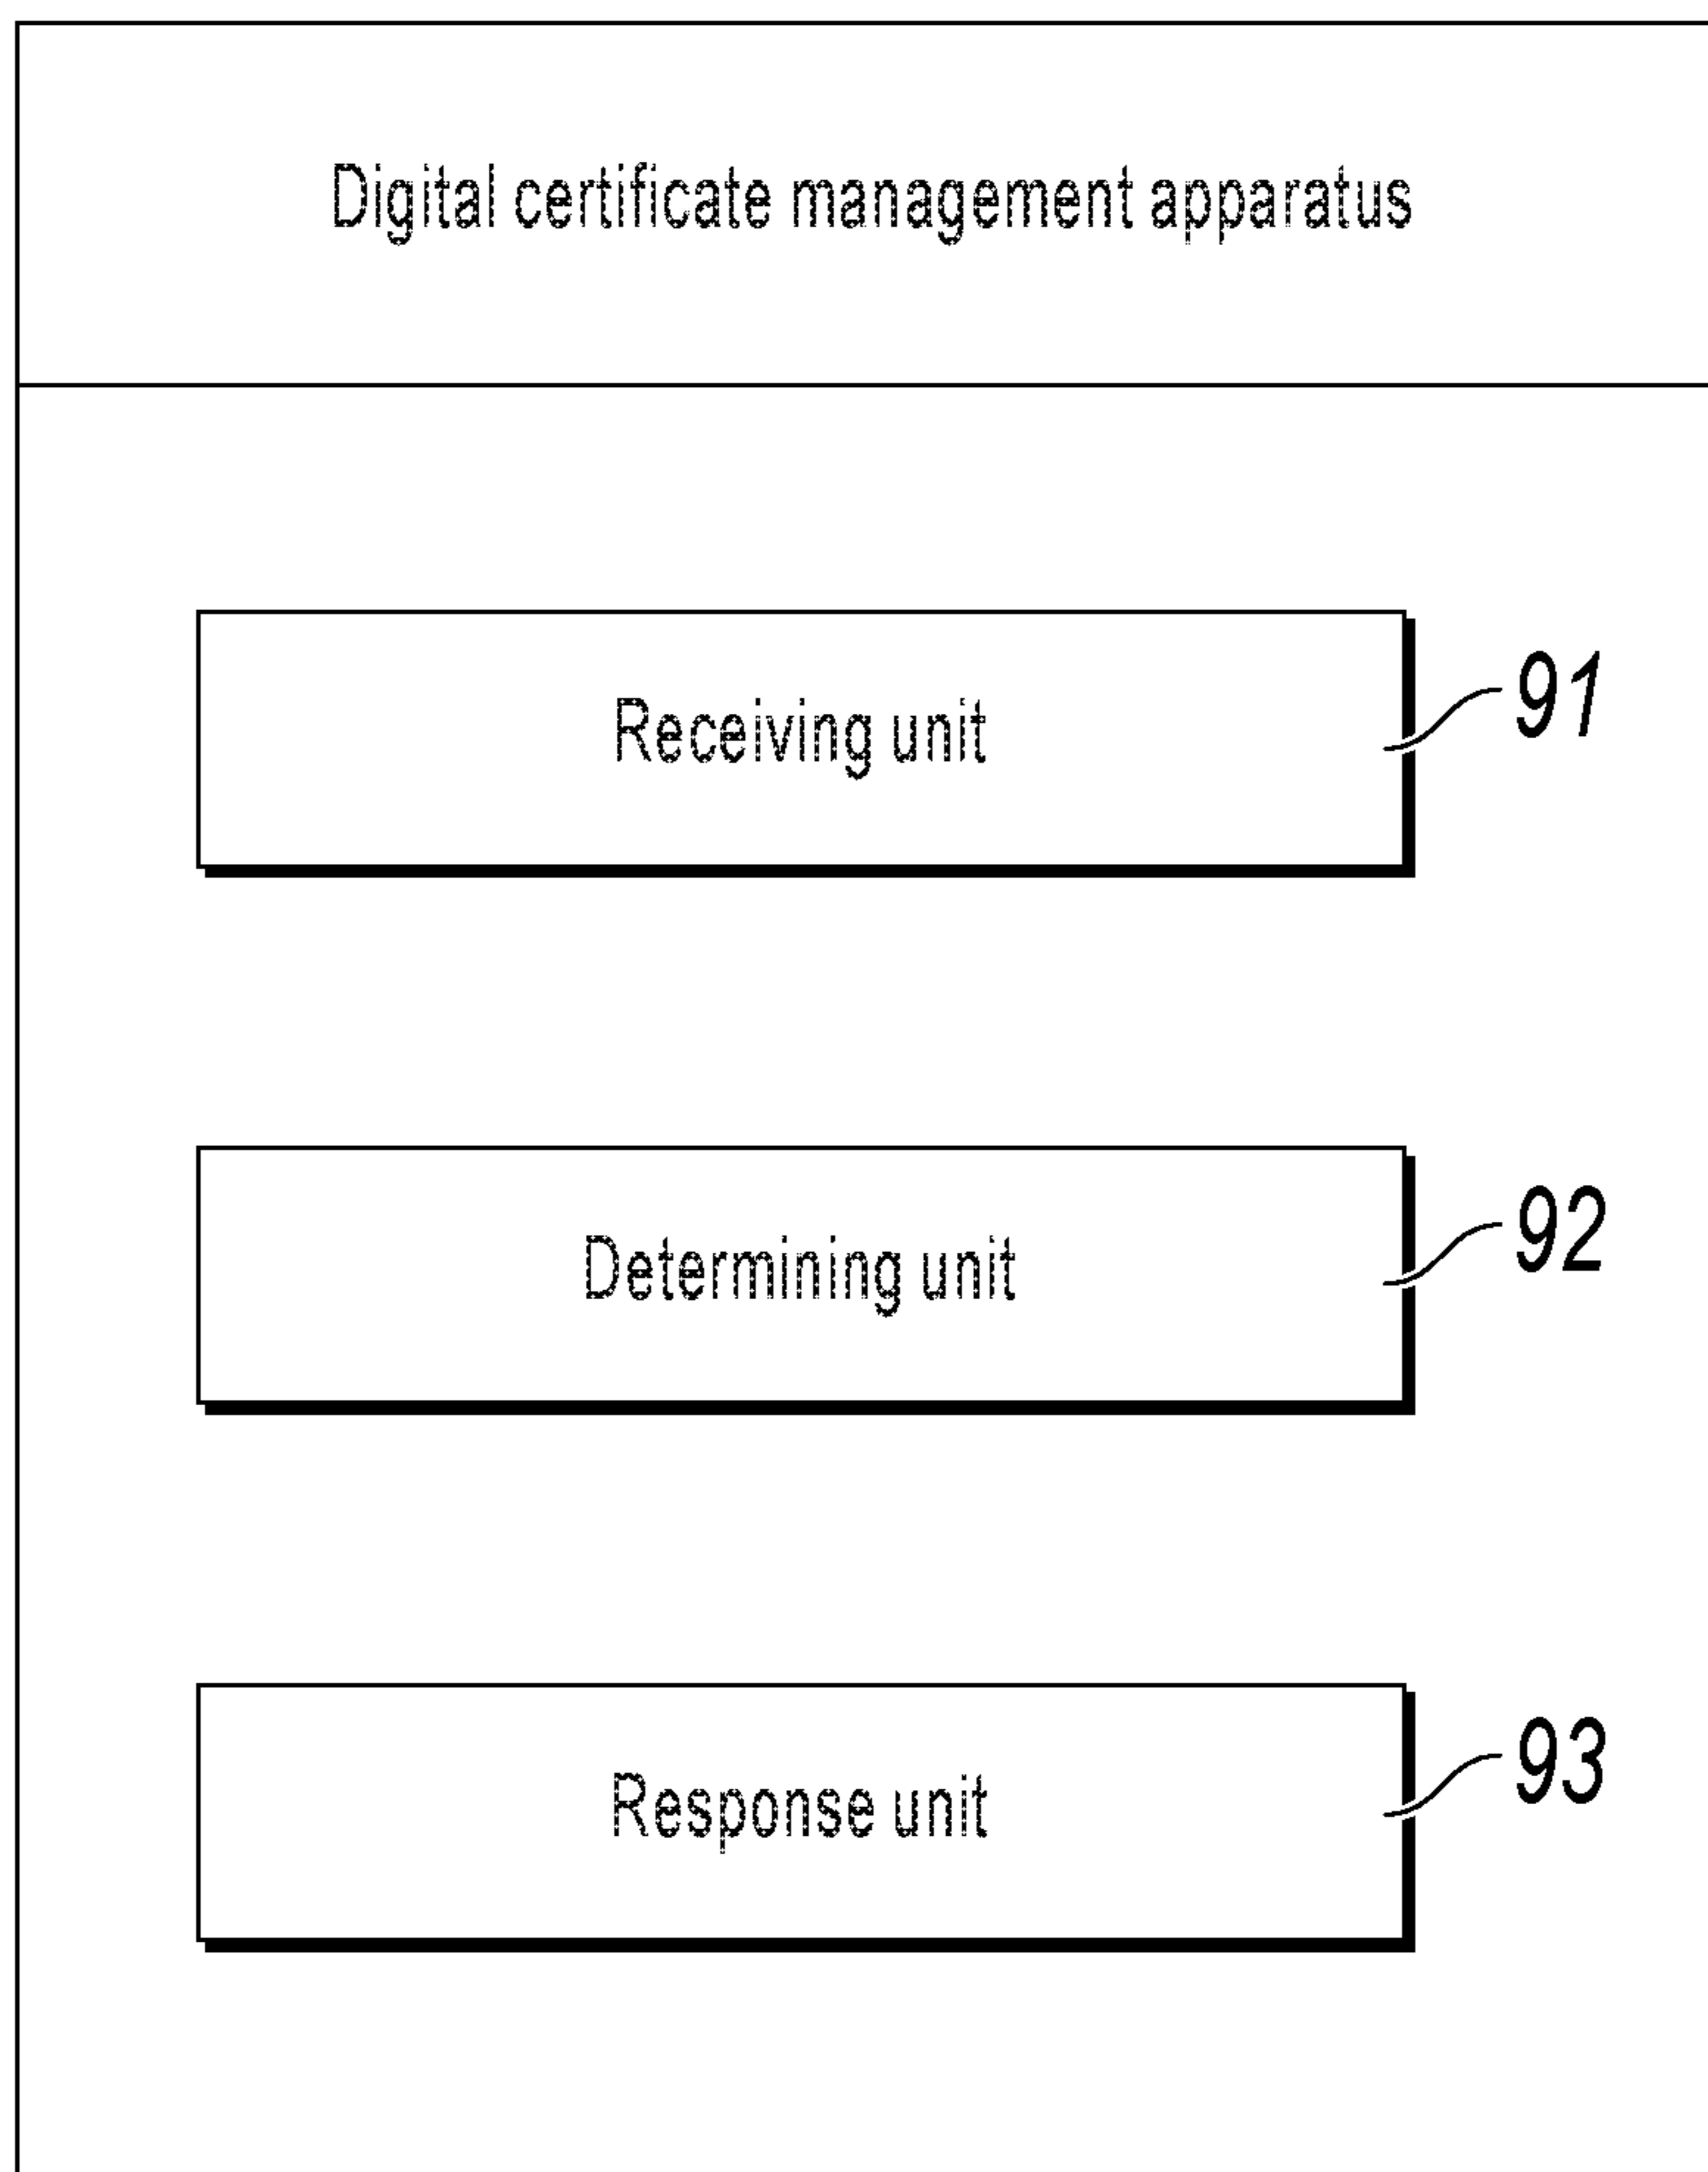 Digital certificate management apparatus
Receiving unit
91
Determining unit
92
Response unit
93